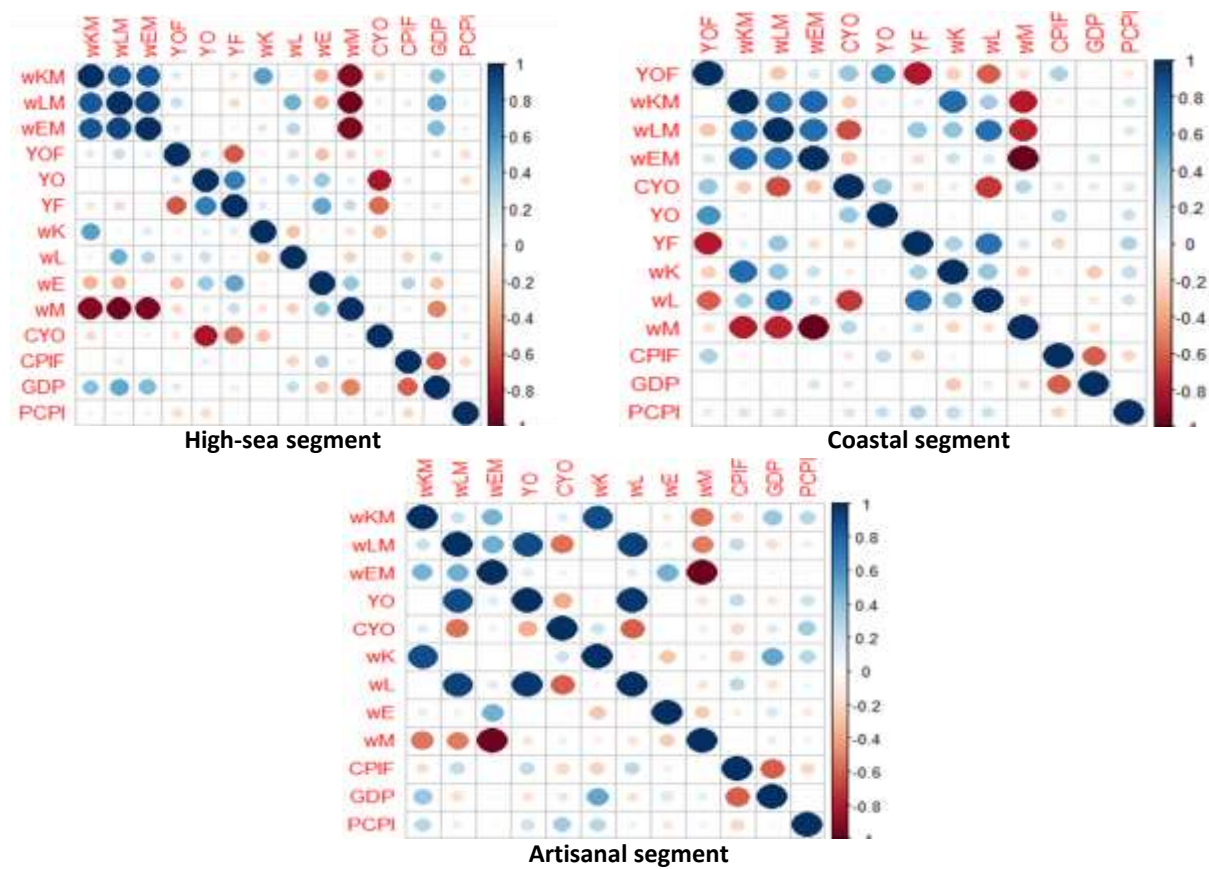 wKM wLM wEM YOF YO YF wK wL wE wM CYO CPIF GDP PCPI
wKM
wLM
wEM
YOF
YO
YF
wK
wL
wE
wM
CYO
CPIF
GDP
PCPI
1
0.8
0.6
0.4
0.2
0
-0.2
-0.4
-0.6
-0.8
High-sea segment
YOF wKM wLM wEM CYO YO YF wK wL wM CPIF GDP PCPI
YOF
wKM
wLM
wEM
CYO
YO
YF
wK
wL
wM
CPIF
GDP
PCPI
1
0.8
0.6
0.4
0.2
0
-0.2
-0.4
-0.6
-0.8
Coastal segment
wKM wLM wEM YO CYO wK wL wE wM CPIF GDP PCPI
wKM
wLM
wEM
YO
CYO
wK
wL
wE
wM
CPIF
GDP
PCPI
1
0.8
0.6
0.4
0.2
0
-0.2
-0.4
-0.6
-0.8
Artisanal segment